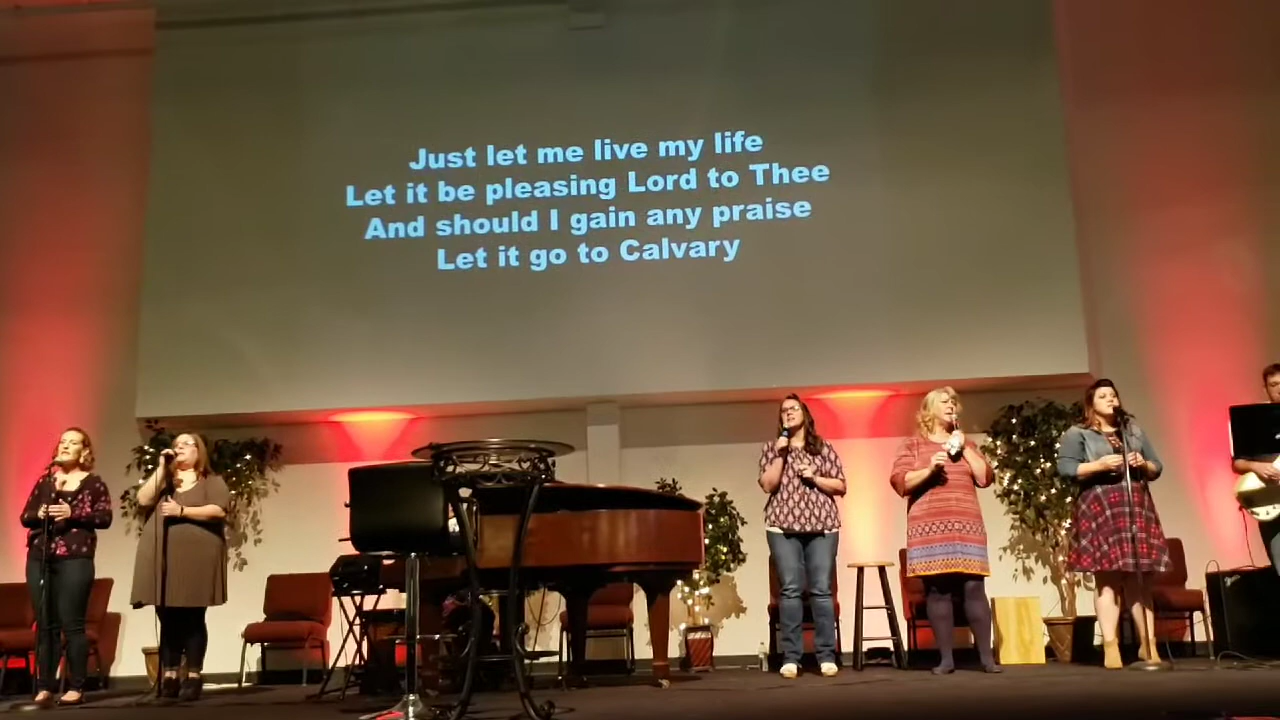 Just let me live my life
Let it be pleasing Lord to Thee
And should I gain any praise
Let it go to Calvary